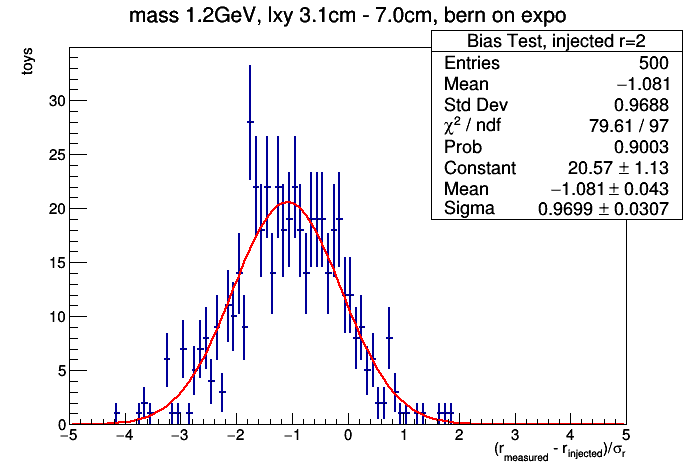 mass 1.2GeV, lxy 3.1cm - 7.0cm, bern on expo
toys
Bias Test, injected r=2
Entries 500
Mean −1.081
Std Dev 0.9688
χ² / ndf 79.61 / 97
Prob 0.9003
Constant 20.57 ± 1.13
Mean −1.081 ± 0.043
Sigma 0.9699 ± 0.0307
30
25
20
15
10
5
0
−5 −4 −3 −2 −1 0 1 2 3 4 5
(r_measured - r_injected)/σ_r